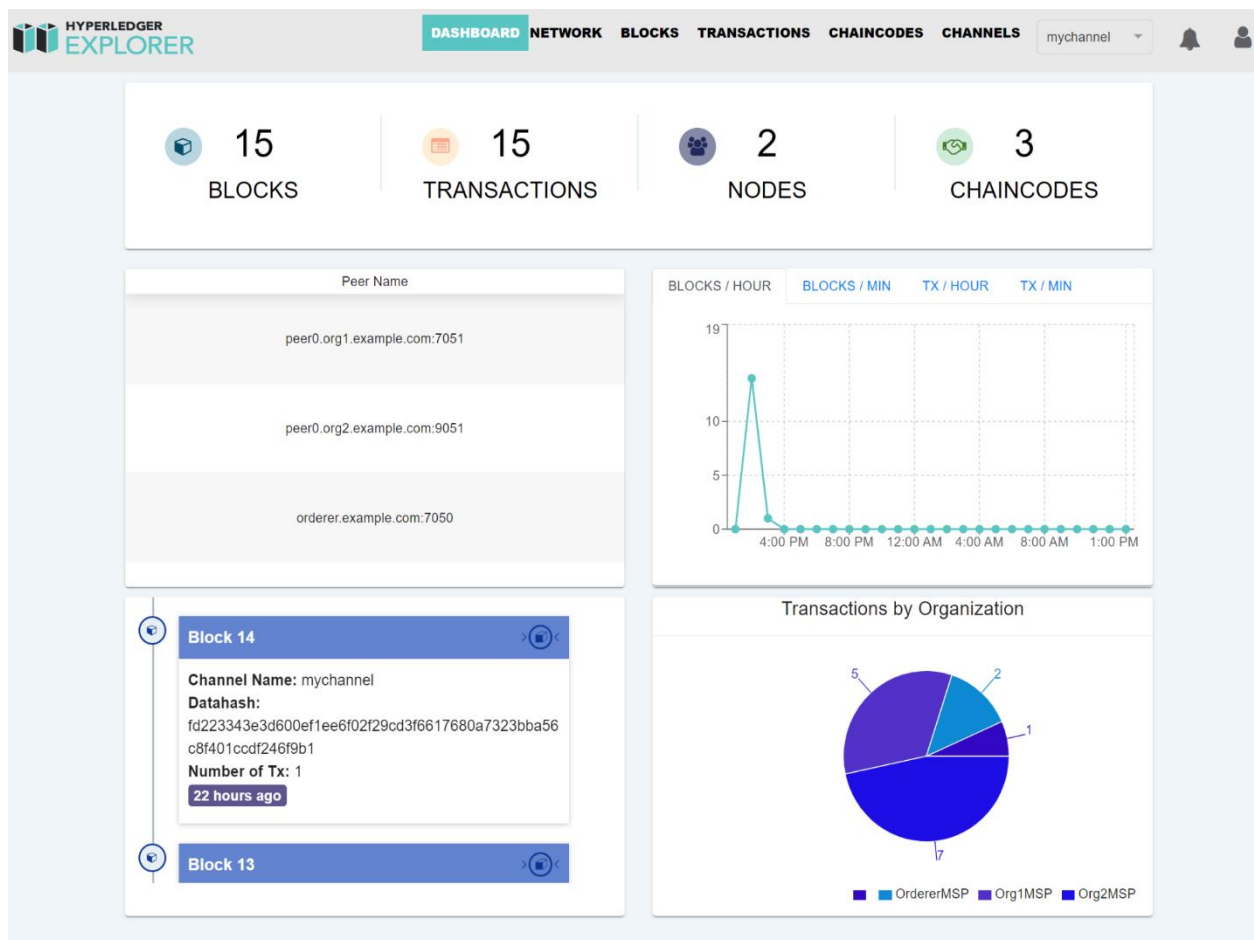 HYPERLEDGER
EXPLORER
DASHBOARD NETWORK BLOCKS TRANSACTIONS CHAINCODES CHANNELS mychannel
15 15 2 3
BLOCKS TRANSACTIONS NODES CHAINCODES
Peer Name
peer0.org1.example.com:7051
peer0.org2.example.com:9051
orderer.example.com:7050
BLOCKS / HOUR BLOCKS / MIN TX / HOUR TX / MIN
19
10
5
0
4:00 PM 8:00 PM 12:00 AM 4:00 AM 8:00 AM 1:00 PM
Block 14
Channel Name: mychannel
Datahash:
fd223343e3d600ef1ee6f02f29cd3f6617680a7323bba56
c8f401ccdf246f9b1
Number of Tx: 1
22 hours ago
Block 13
Transactions by Organization
5 2
1
7
OrdererMSP Org1MSP Org2MSP